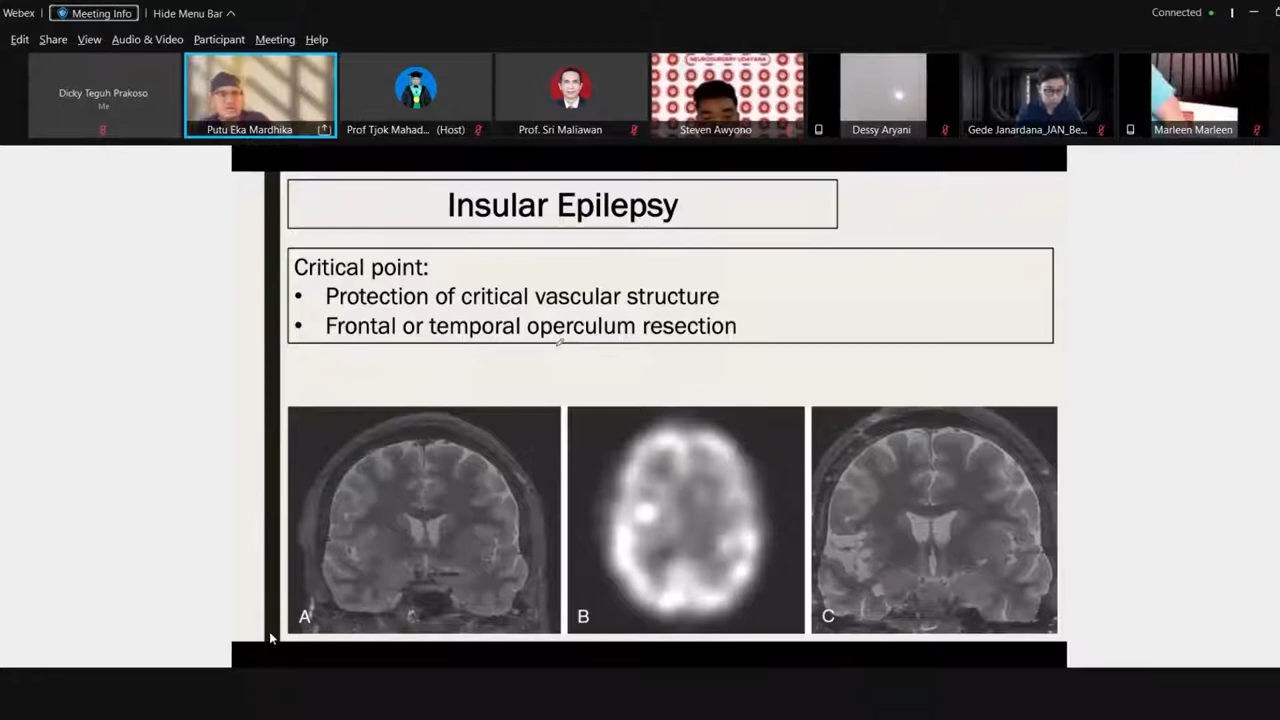 Webex Meeting Info Hide Menu Bar Connected
Edit Share View Audio & Video Participant Meeting Help
Dicky Teguh Prakoso
Me
Putu Eka Mardhika
Prof Tjok Mahad... (Host)
Prof. Sri Maliawan
NEUROSURGERY UDAYANA
Steven Awyono
Dessy Aryani
Gede Janardana_JAN_Be...
Marleen Marleen
Insular Epilepsy
Critical point:
• Protection of critical vascular structure
• Frontal or temporal operculum resection
A
B
C